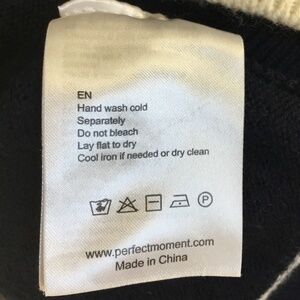 EN
Hand wash cold
Separately
Do not bleach
Lay flat to dry
Cool iron if needed or dry clean
P
www.perfectmoment.com
Made in China